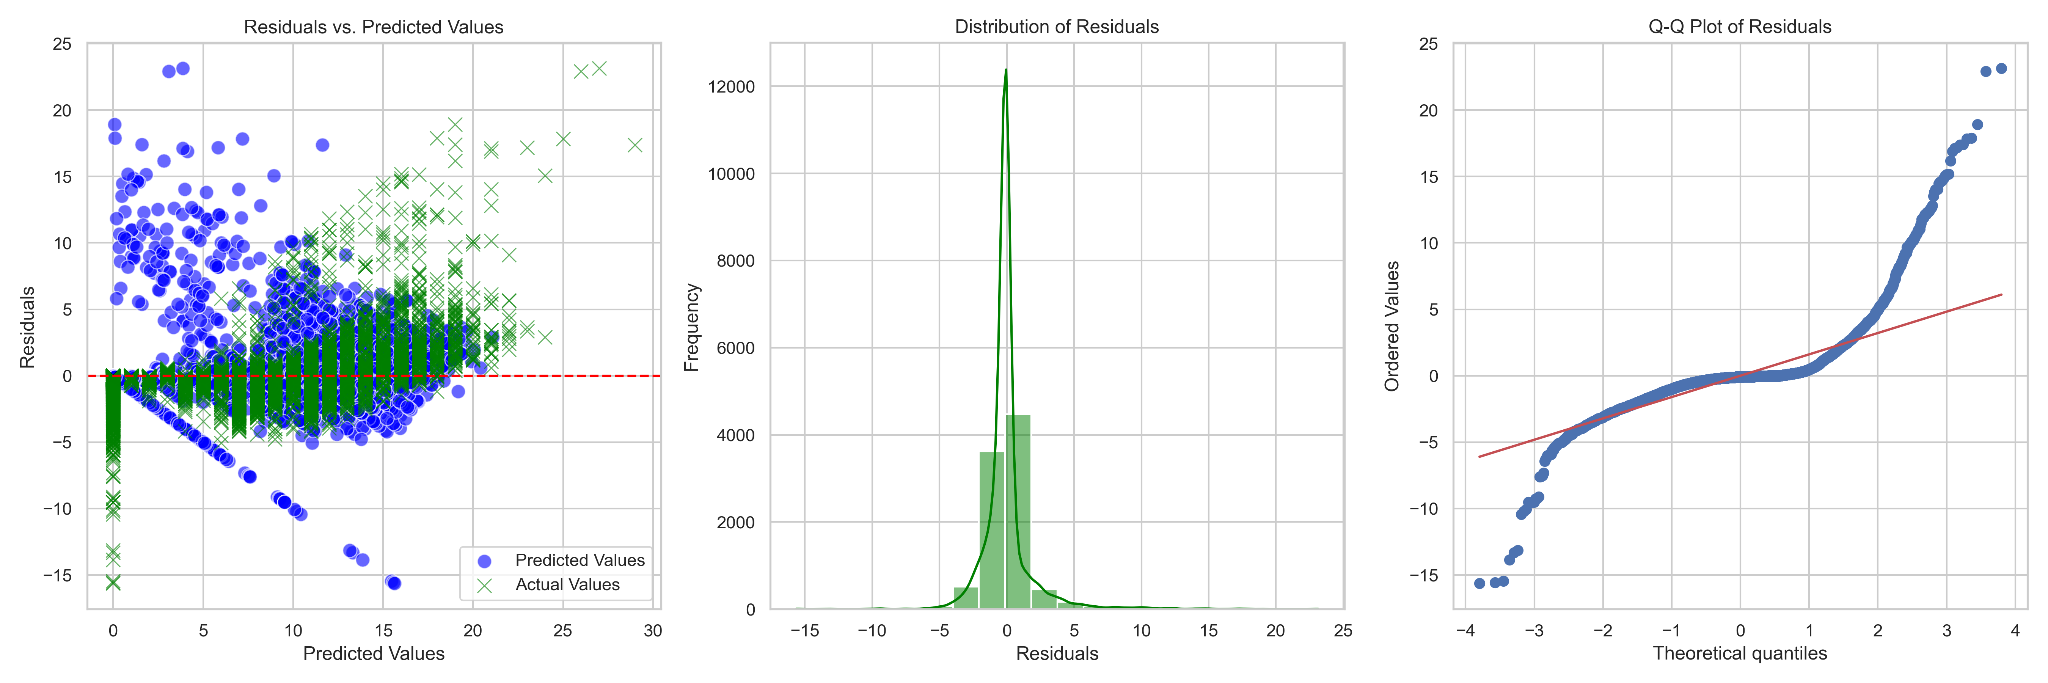 Residuals vs. Predicted Values
25
20
15
10
5
0
−5
−10
−15
Residuals
0 5 10 15 20 25 30
Predicted Values
Predicted Values
Actual Values
Distribution of Residuals
12000
10000
8000
6000
4000
2000
0
Frequency
−15 −10 −5 0 5 10 15 20 25
Residuals
Q-Q Plot of Residuals
25
20
15
10
5
0
−5
−10
−15
Ordered Values
−4 −3 −2 −1 0 1 2 3 4
Theoretical quantiles